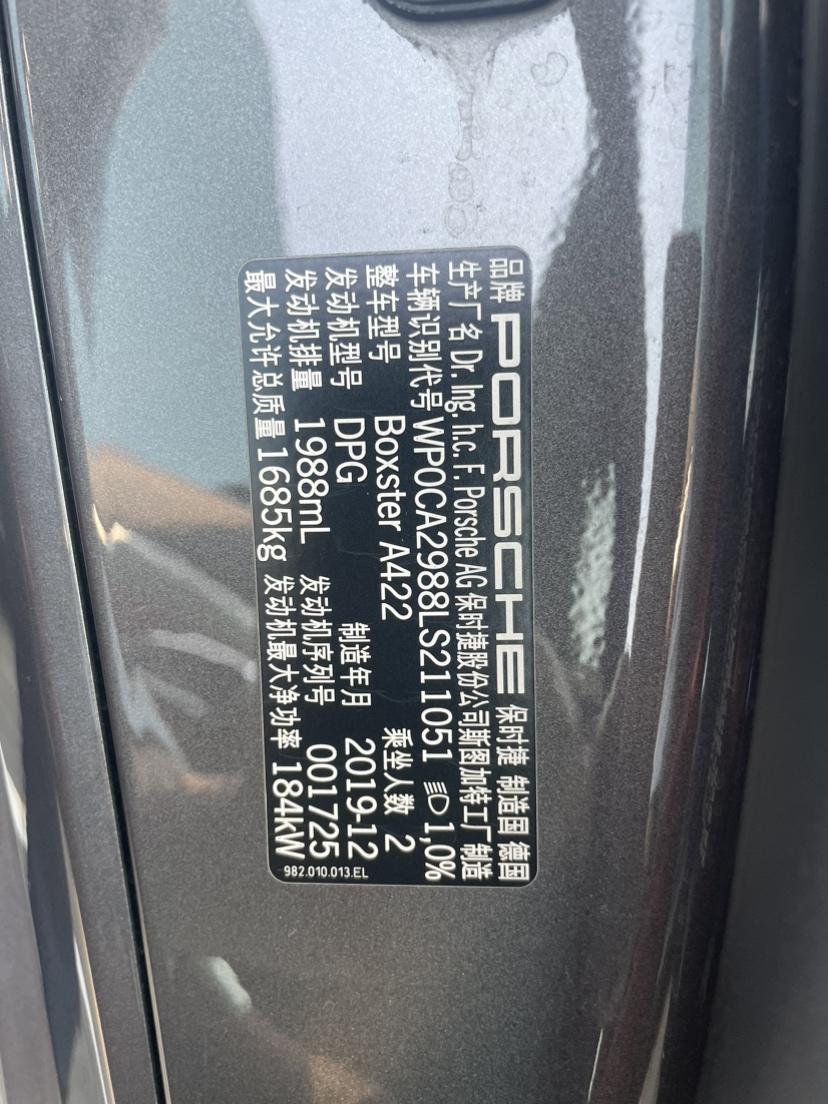 品牌 PORSCHE 保时捷 制造国 德国
生产厂名 Dr. Ing. h.c. F. Porsche AG 保时捷股份公司斯图加特工厂制造
车辆识别代号 WP0CA2988LS211051 1,0%
整车型号 Boxster A422 乘坐人数 2
发动机型号 DPG 制造年月 2019-12
发动机排量 1988mL 发动机序列号 001725
最大允许总质量 1685kg 发动机最大净功率 184kW
982.010.013.EL